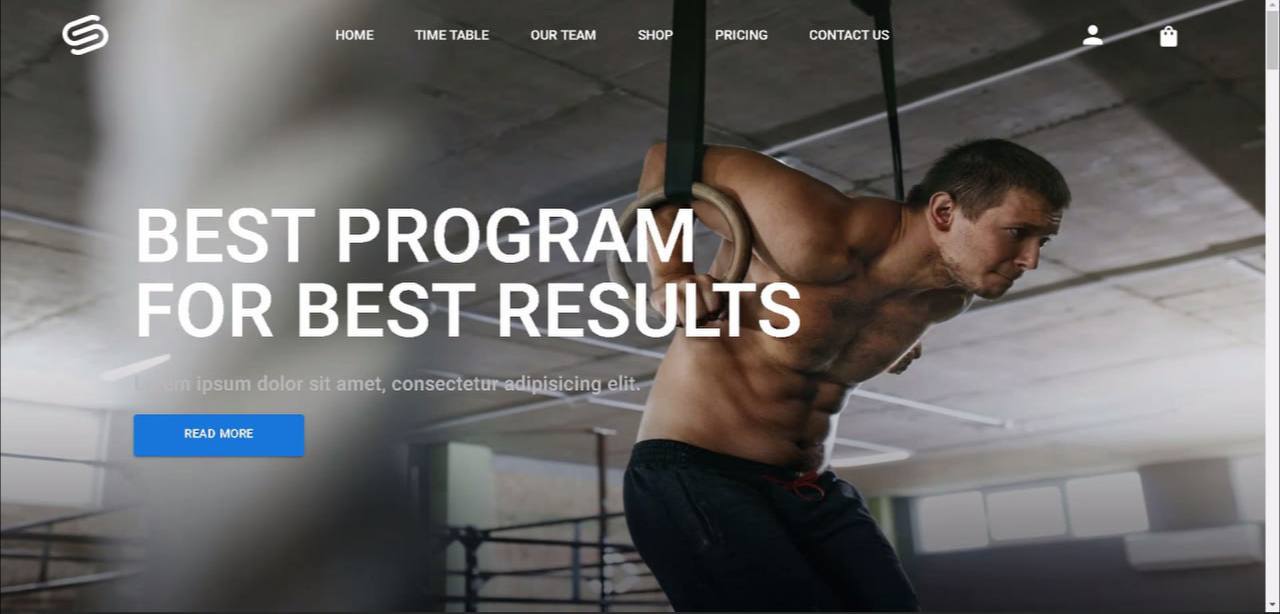 HOME TIME TABLE OUR TEAM SHOP PRICING CONTACT US
BEST PROGRAM
FOR BEST RESULTS
Lorem ipsum dolor sit amet, consectetur adipisicing elit.
READ MORE